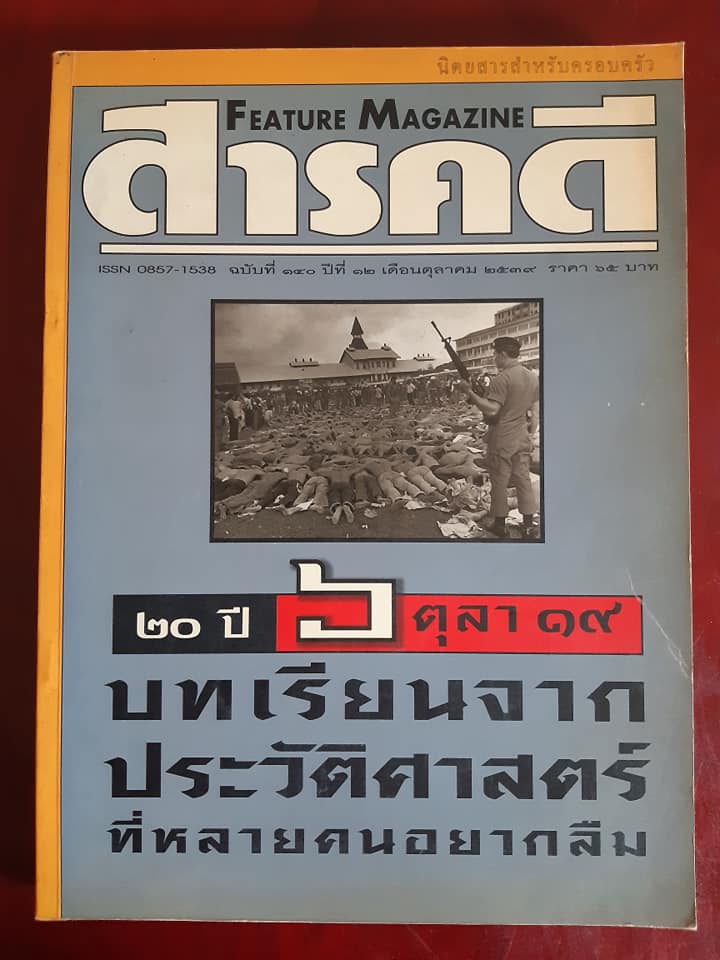 นิตยสารสำหรับครอบครัว
FEATURE MAGAZINE
สารคดี
ISSN 0857-1538 ฉบับที่ ๑๔๐ ปีที่ ๑๒ เดือนตุลาคม ๒๕๓๙ ราคา ๖๕ บาท
๒๐ ปี ๖ ตุลา ๑๙
บทเรียนจาก
ประวัติศาสตร์
ที่หลายคนอยากลืม